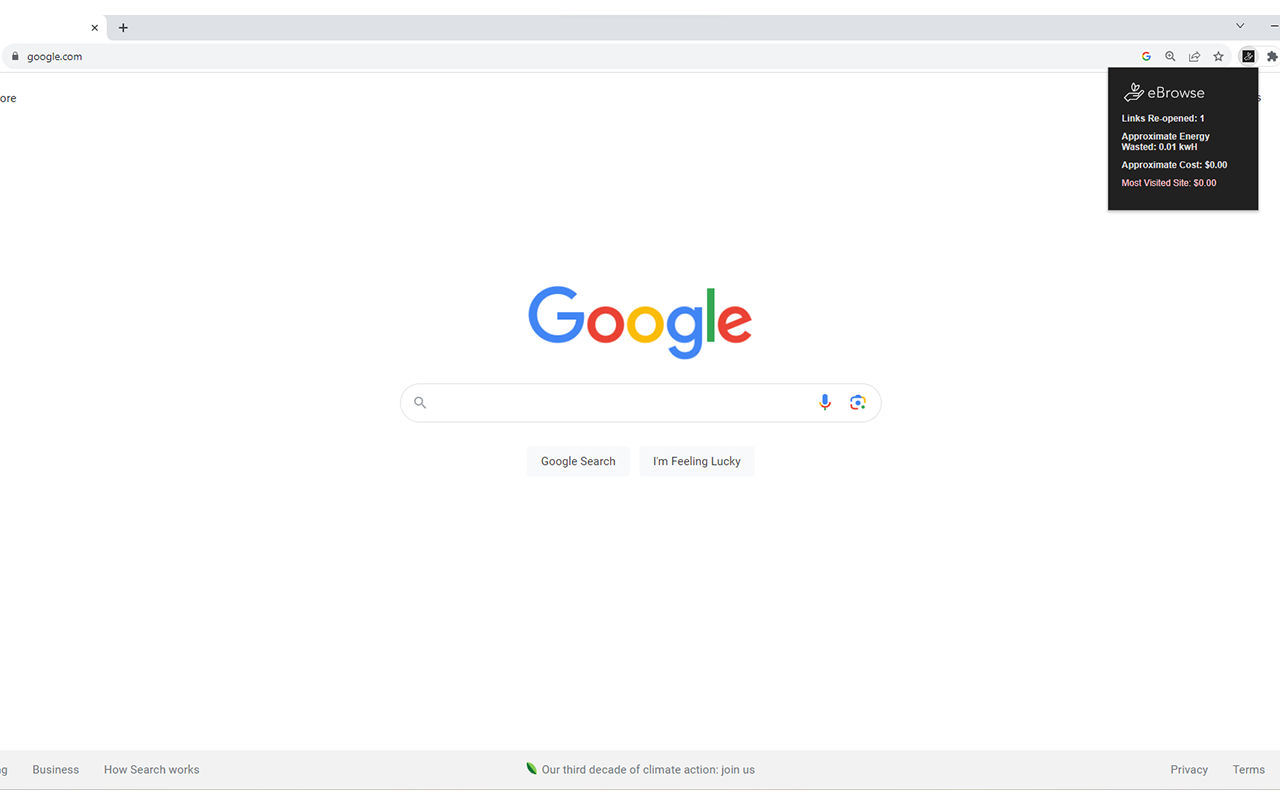 google.com
ore
eBrowse
Links Re-opened: 1
Approximate Energy
Wasted: 0.01 kwH
Approximate Cost: $0.00
Most Visited Site: $0.00
s
Google
Google Search
I'm Feeling Lucky
g
Business
How Search works
Our third decade of climate action: join us
Privacy
Terms